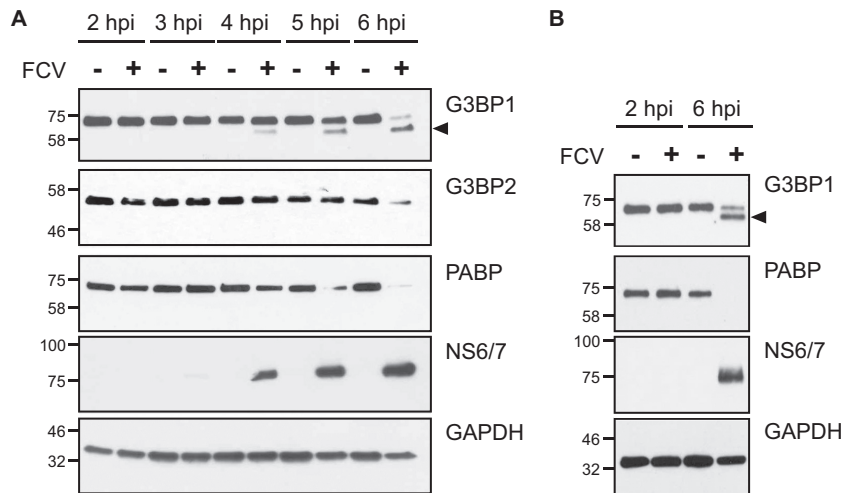 A
2 hpi 3 hpi 4 hpi 5 hpi 6 hpi
FCV - + - + - + - + - +
75
58
G3BP1
58
46
G3BP2
75
58
PABP
100
75
NS6/7
46
32
GAPDH
B
2 hpi 6 hpi
FCV - + - +
75
58
G3BP1
75
58
PABP
100
75
NS6/7
46
32
GAPDH